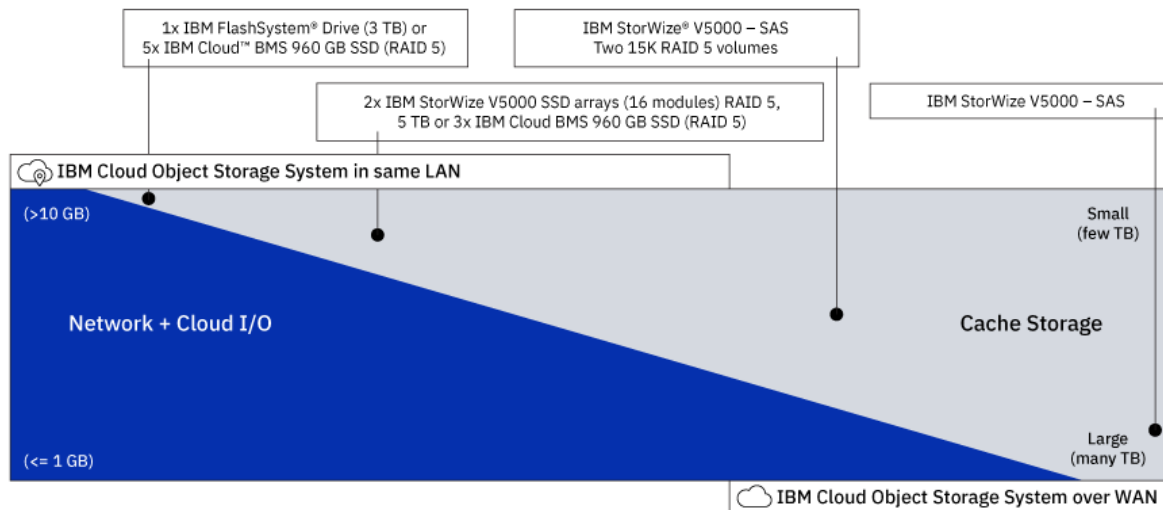 1x IBM FlashSystem® Drive (3 TB) or
5x IBM Cloud™ BMS 960 GB SSD (RAID 5)
IBM StorWize® V5000 – SAS
Two 15K RAID 5 volumes
2x IBM StorWize V5000 SSD arrays (16 modules) RAID 5,
5 TB or 3x IBM Cloud BMS 960 GB SSD (RAID 5)
IBM StorWize V5000 – SAS
IBM Cloud Object Storage System in same LAN
(>10 GB)
Small
(few TB)
Network + Cloud I/O
Cache Storage
(<= 1 GB)
Large
(many TB)
IBM Cloud Object Storage System over WAN